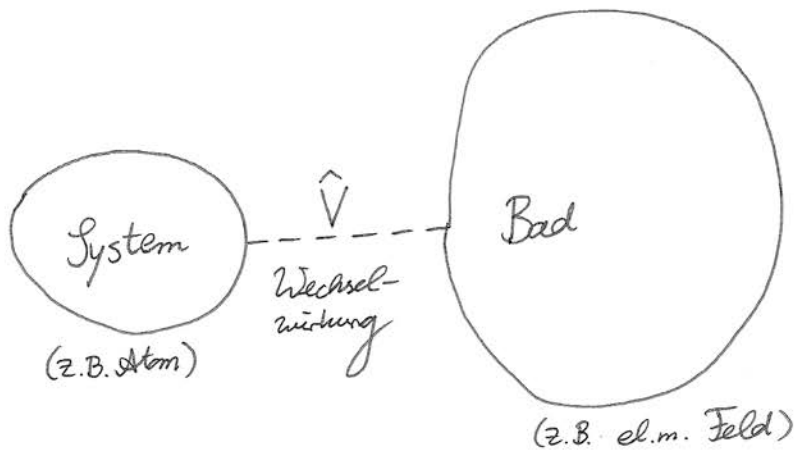 V̂
System
Bad
Wechsel-
wirkung
(z.B. Atom)
(z.B. el.m. Feld)